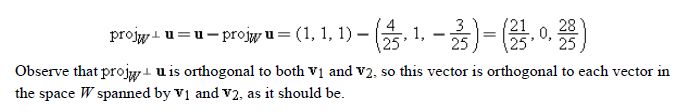 proj_W⊥ u = u − proj_W u = (1, 1, 1) − (4/25, 1, −3/25) = (21/25, 0, 28/25)
Observe that proj_W⊥ u is orthogonal to both v1 and v2, so this vector is orthogonal to each vector in
the space W spanned by v1 and v2, as it should be.